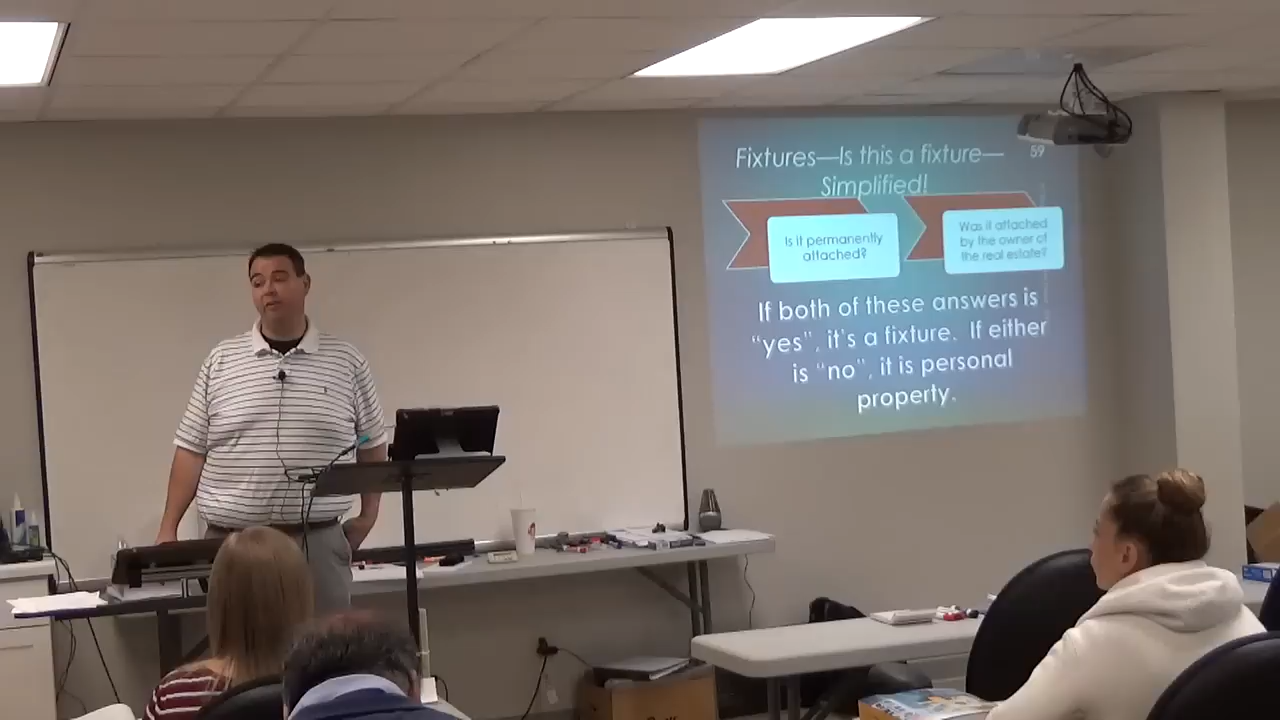 Fixtures—Is this a fixture—
Simplified!
59
Is it permanently
attached?
Was it attached
by the owner of
the real estate?
If both of these answers is
“yes”, it’s a fixture. If either
is “no”, it is personal
property.